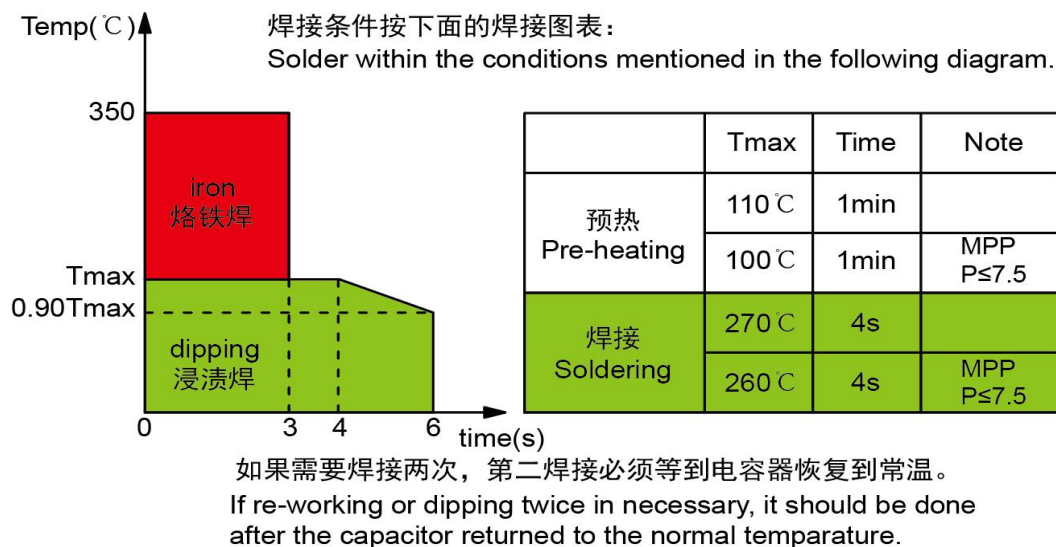 Temp(℃)
焊接条件按下面的焊接图表：
Solder within the conditions mentioned in the following diagram.
350
iron
烙铁焊
Tmax
0.90Tmax
dipping
浸渍焊
0 3 4 6
time(s)
Tmax Time Note
预热
Pre-heating
110℃ 1min
100℃ 1min MPP
P≤7.5
焊接
Soldering
270℃ 4s
260℃ 4s MPP
P≤7.5
如果需要焊接两次，第二焊接必须等到电容器恢复到常温。
If re-working or dipping twice in necessary, it should be done
after the capacitor returned to the normal temparature.